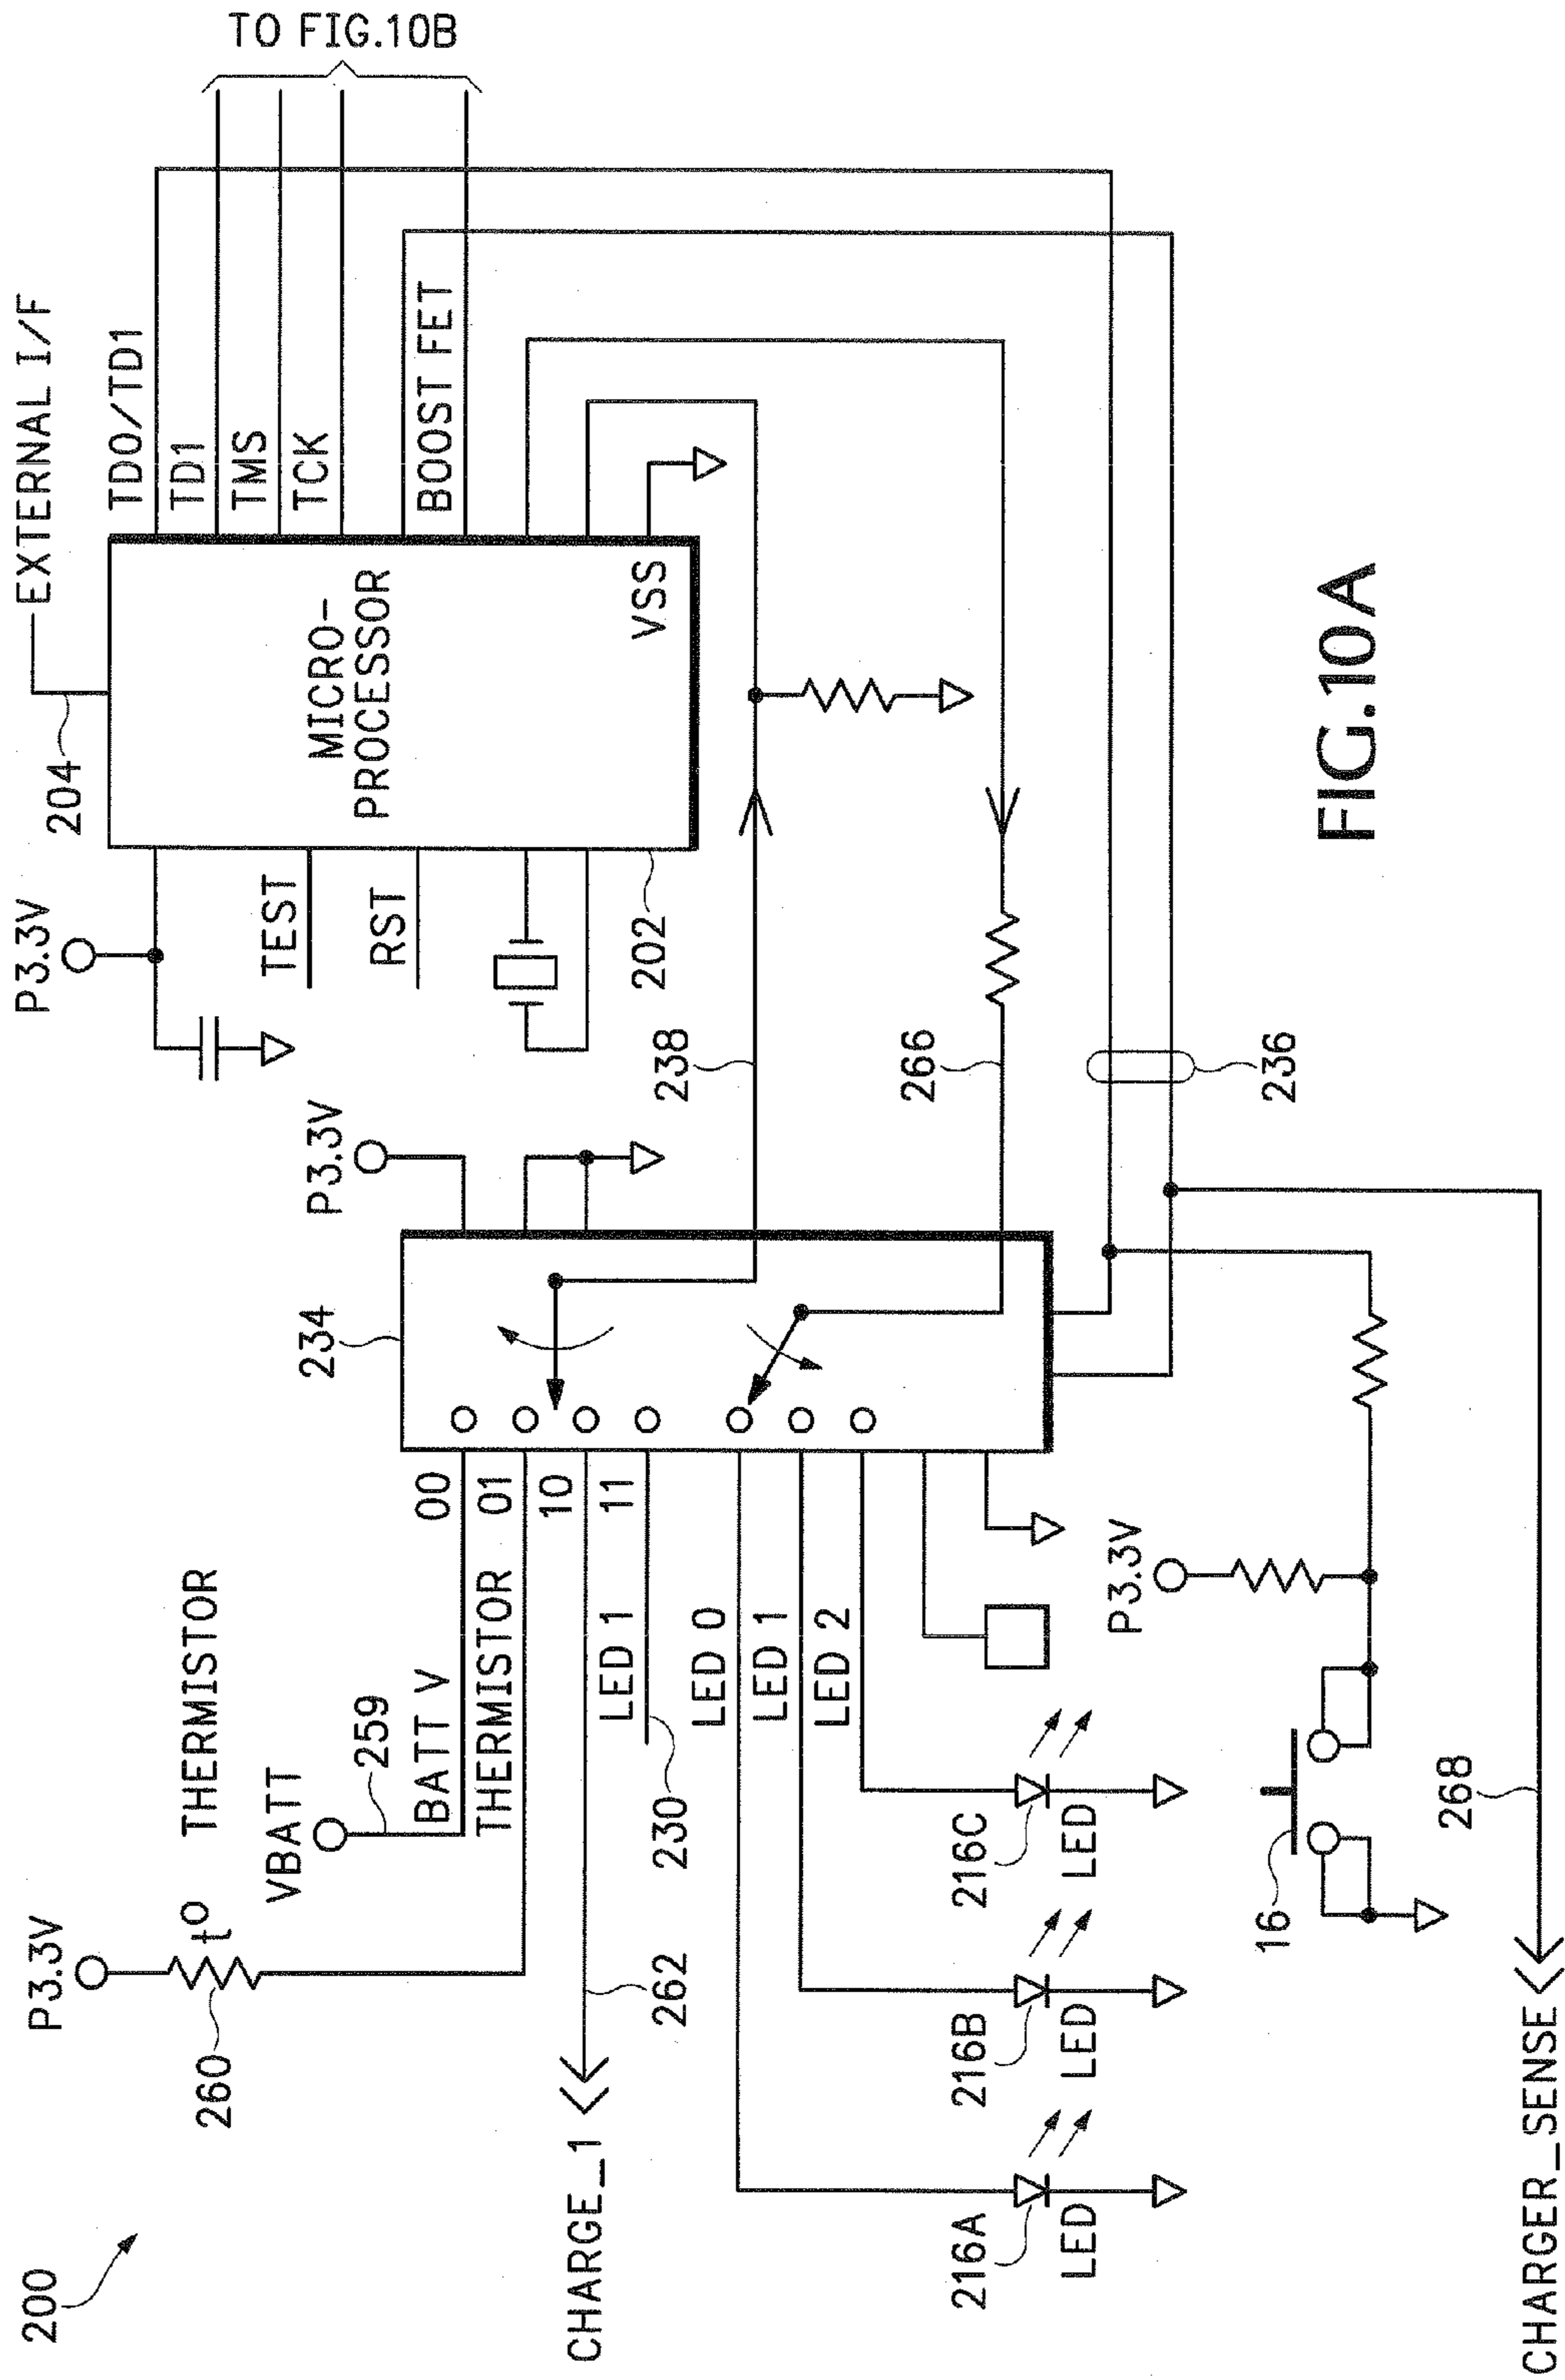 200
P3.3V
260
t°
THERMISTOR
VBATT
259
BATT V
THERMISTOR
00
01
10
11
CHARGE_1
262
LED 1
230
LED 0
LED 1
LED 2
216A
LED
216B
LED
216C
LED
234
P3.3V
P3.3V
TEST
RST
202
204
EXTERNAL I/F
MICRO-
PROCESSOR
VSS
TDO/TD1
TD1
TMS
TCK
BOOST FET
TO FIG.10B
238
266
236
P3.3V
16
268
CHARGER_SENSE
FIG.10A